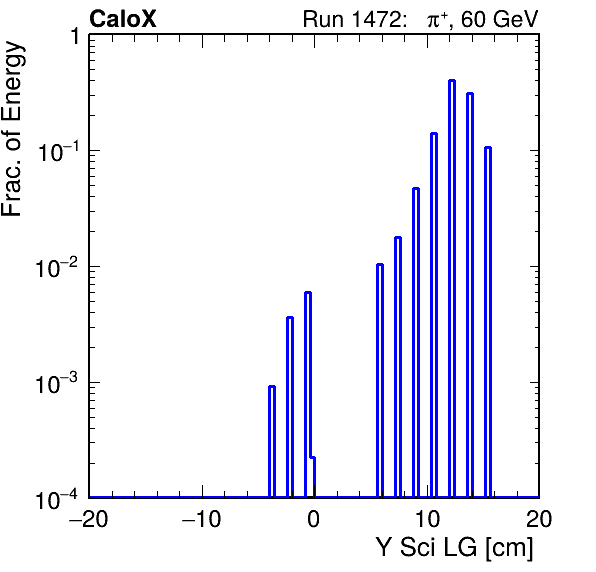 CaloX Run 1472: π⁺, 60 GeV
Frac. of Energy
1
10⁻¹
10⁻²
10⁻³
10⁻⁴
−20 −10 0 10 20
Y Sci LG [cm]